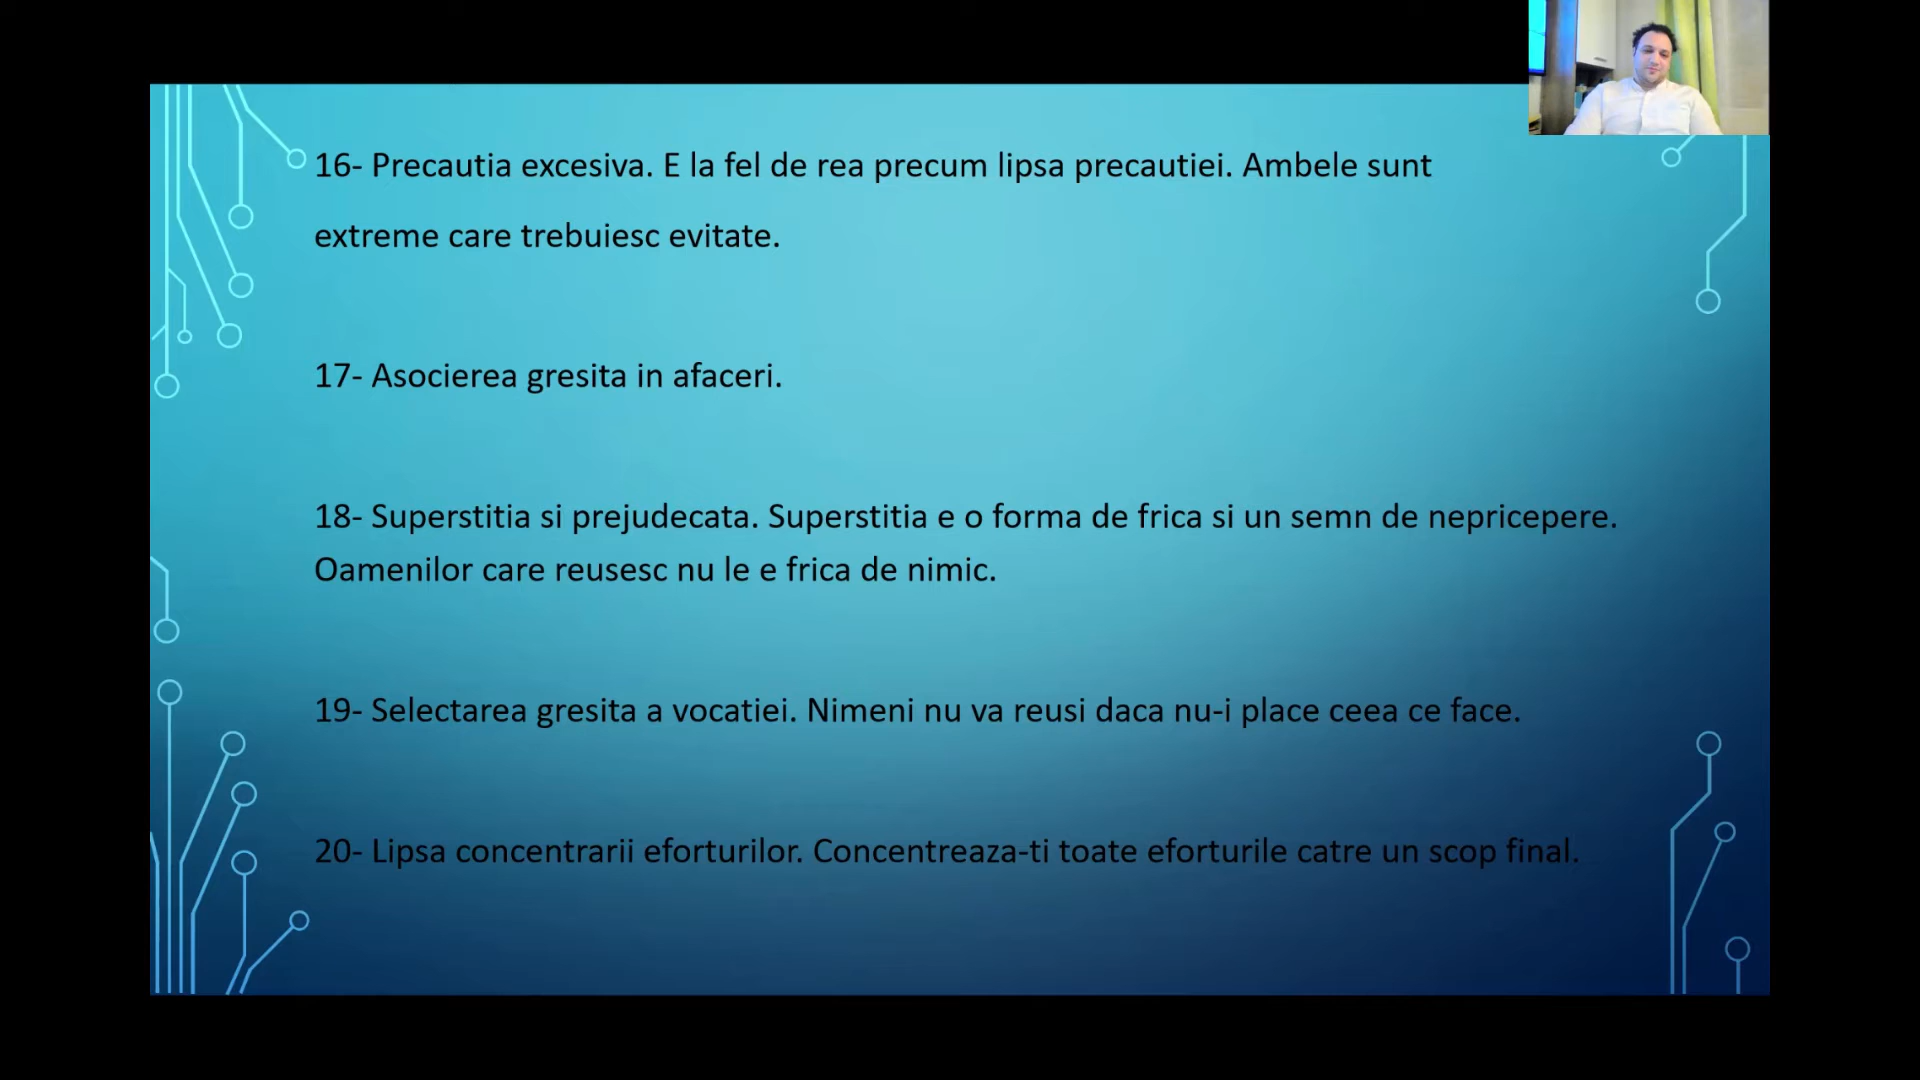 16- Precautia excesiva. E la fel de rea precum lipsa precautiei. Ambele sunt
extreme care trebuiesc evitate.
17- Asocierea gresita in afaceri.
18- Superstitia si prejudecata. Superstitia e o forma de frica si un semn de nepricepere.
Oamenilor care reusesc nu le e frica de nimic.
19- Selectarea gresita a vocatiei. Nimeni nu va reusi daca nu-i place ceea ce face.
20- Lipsa concentrarii eforturilor. Concentreaza-ti toate eforturile catre un scop final.